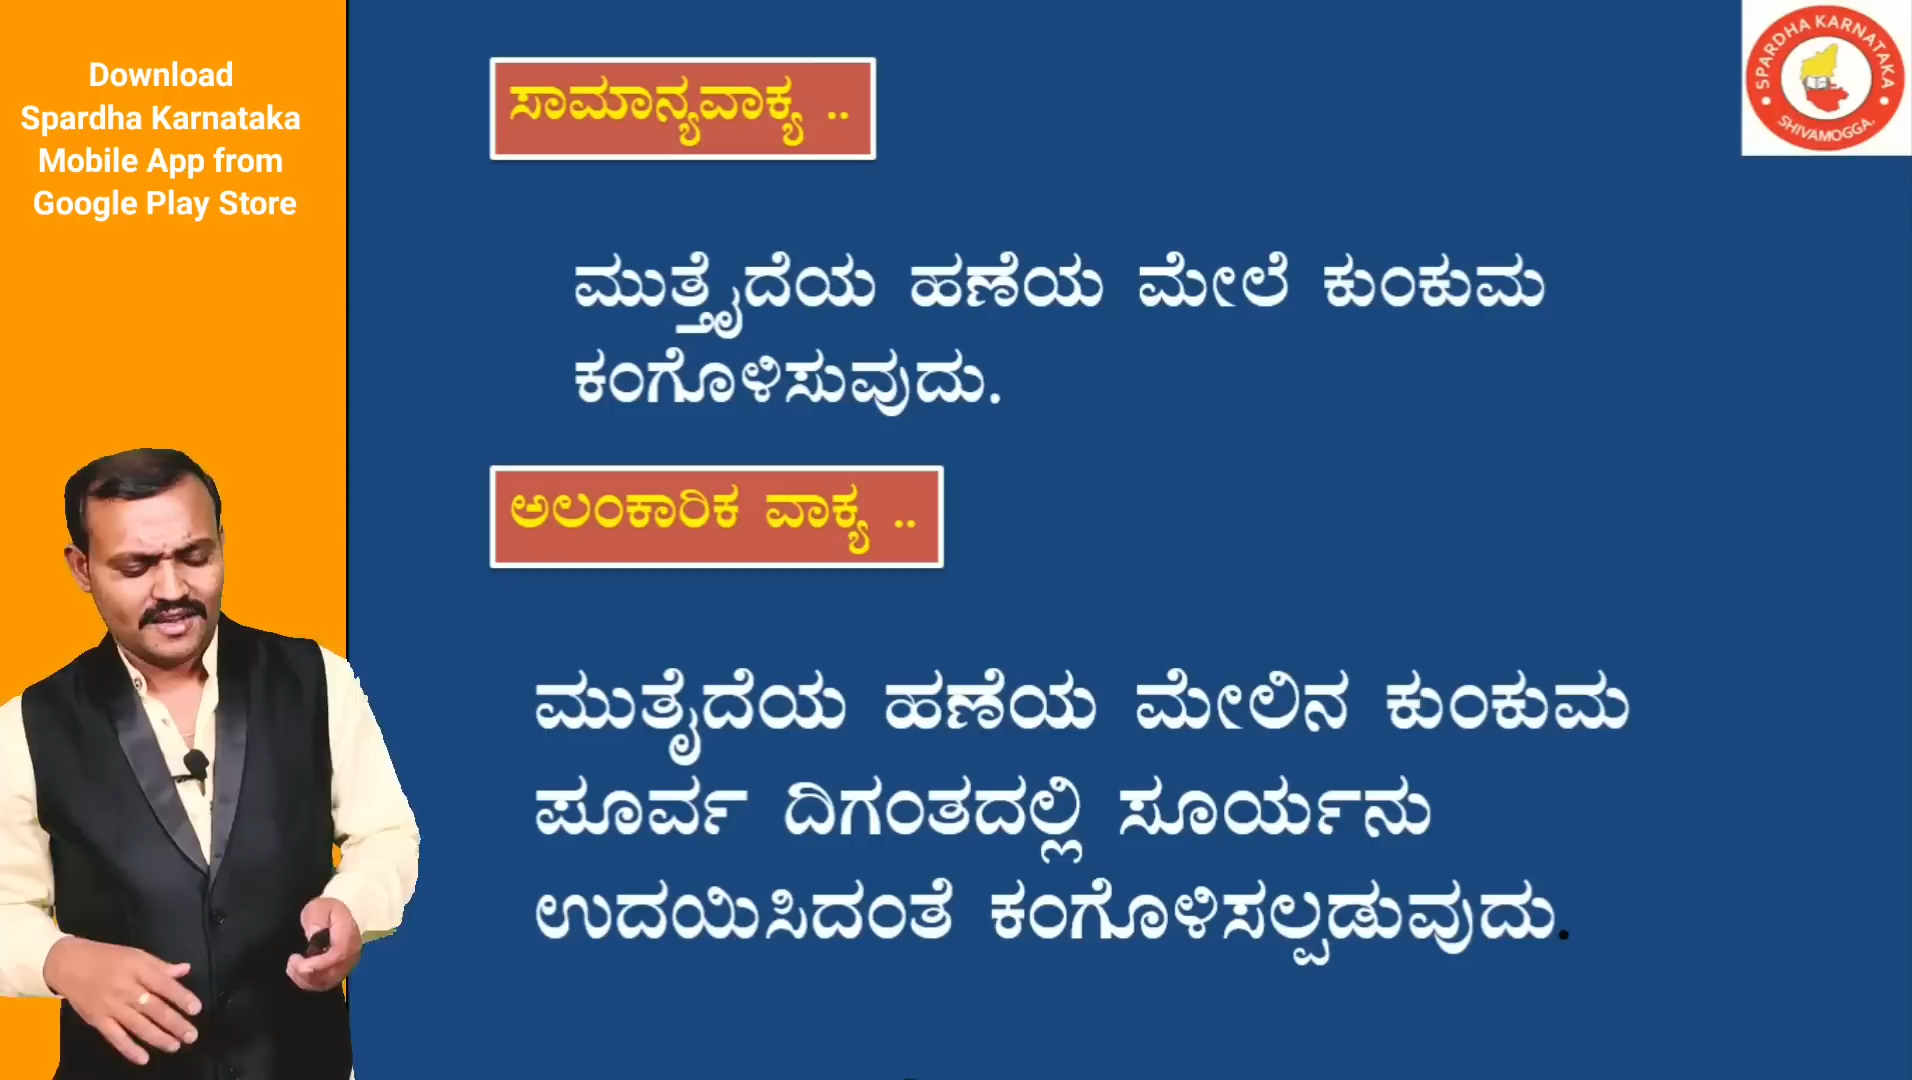 Download
Spardha Karnataka
Mobile App from
Google Play Store
ಸಾಮಾನ್ಯವಾಕ್ಯ ..
ಮುತ್ತೈದೆಯ ಹಣೆಯ ಮೇಲೆ ಕುಂಕುಮ
ಕಂಗೊಳಿಸುವುದು.
ಅಲಂಕಾರಿಕ ವಾಕ್ಯ ..
ಮುತೈದೆಯ ಹಣೆಯ ಮೇಲಿನ ಕುಂಕುಮ
ಪೂರ್ವ ದಿಗಂತದಲ್ಲಿ ಸೂರ್ಯನು
ಉದಯಿಸಿದಂತೆ ಕಂಗೊಳಿಸಲ್ಪಡುವುದು.
SPARDHA KARNATAKA
SHIVAMOGGA.